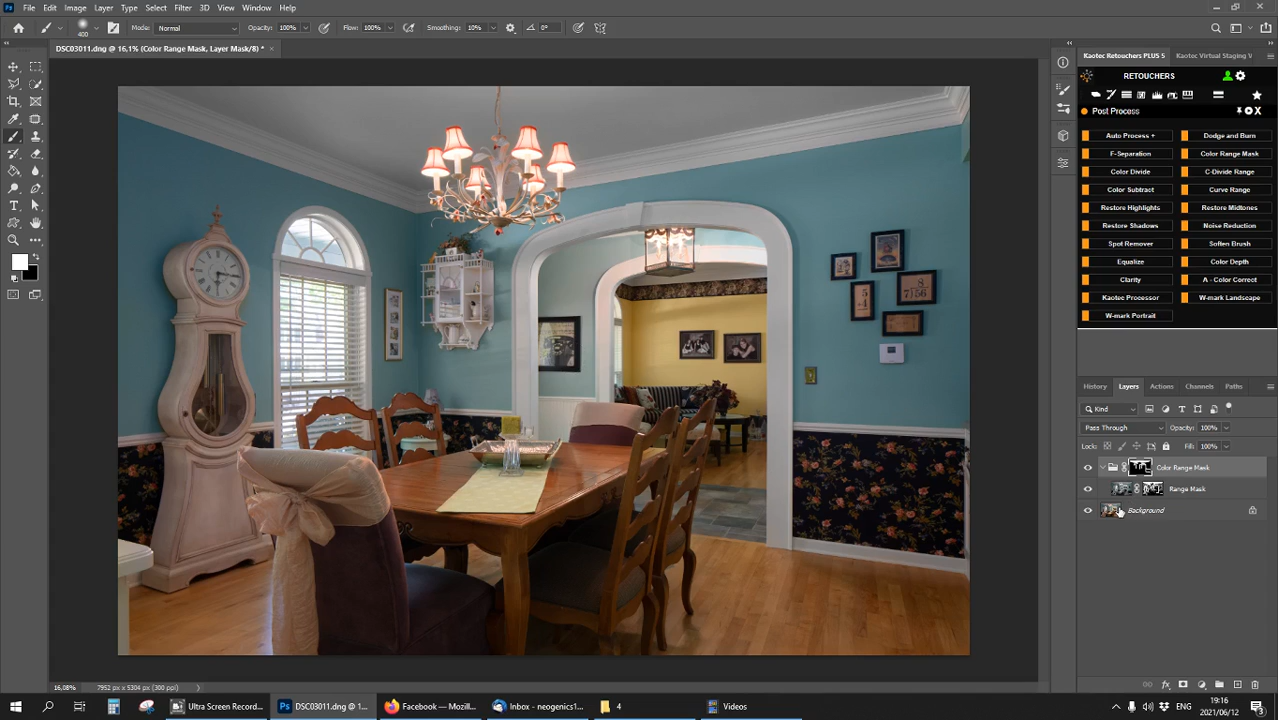 File Edit Image Layer Type Select Filter 3D View Window Help
400 Mode: Normal Opacity: 100% Flow: 100% Smoothing: 10% 0°
DSC03011.dng @ 16,1% (Color Range Mask, Layer Mask/8) *
Kaotec Retouchers PLUS 5 Kaotec Virtual Staging V
RETOUCHERS
Post Process
Auto Process + Dodge and Burn
F-Separation Color Range Mask
Color Divide C-Divide Range
Color Subtract Curve Range
Restore Highlights Restore Midtones
Restore Shadows Noise Reduction
Spot Remover Soften Brush
Equalize Color Depth
Clarity A - Color Correct
Kaotec Processor W-mark Landscape
W-mark Portrait
History Layers Actions Channels Paths
Kind
Pass Through Opacity: 100%
Locks: Fill: 100%
Color Range Mask
Range Mask
Background
16,08% 7952 px x 5304 px (300 ppi)
Ultra Screen Record... DSC03011.dng @ 1... Facebook — Mozill... Inbox - neogenics1... 4 Videos
ENG 19:16
2021/06/12
3